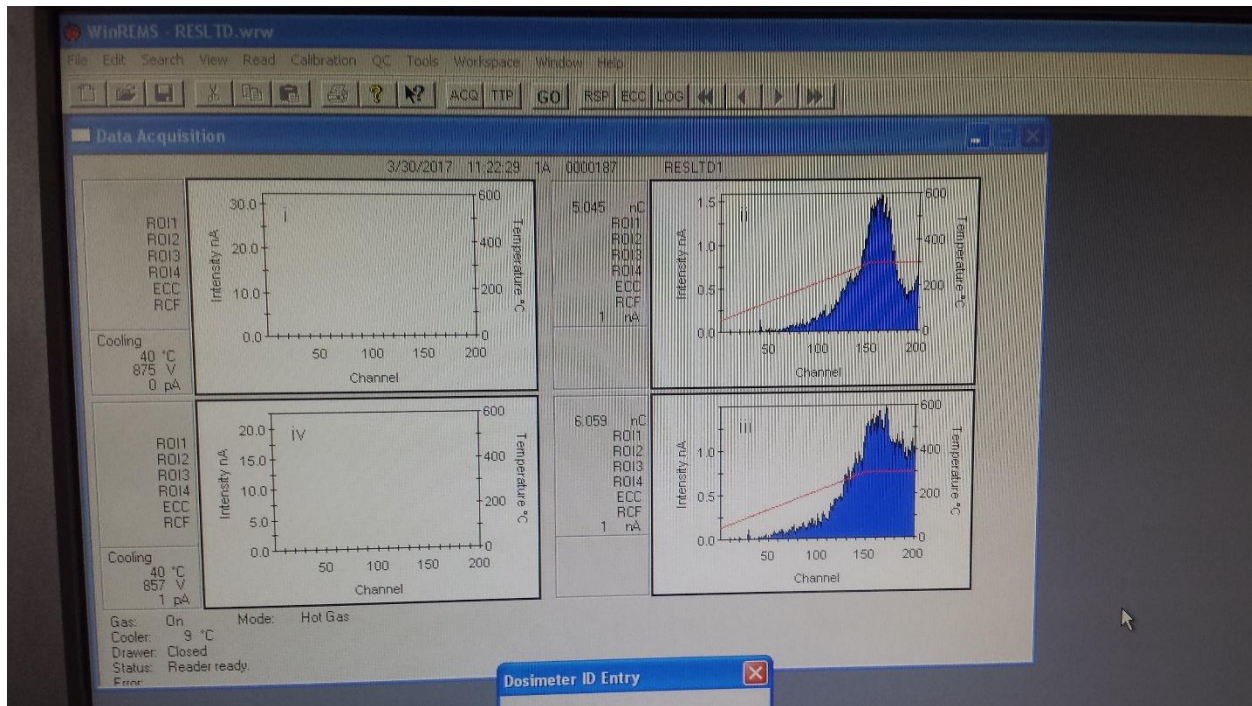 WinREMS - RESLTD.wrw
File Edit Search View Read Calibration QC Tools Workspace Window Help
ACQ TTP GO RSP ECC LOG
Data Acquisition
3/30/2017 11:22:29 1A 0000187 RESLTD1
ROI1
ROI2
ROI3
ROI4
ECC
RCF
Cooling
40 °C
875 V
0 pA
i
Intensity nA
30.0
20.0
10.0
0.0
600
400
200
0
Temperature °C
50 100 150 200
Channel
5.045 nC
ROI1
ROI2
ROI3
ROI4
ECC
RCF
1 nA
ii
Intensity nA
1.5
1.0
0.5
0.0
600
400
200
0
Temperature °C
50 100 150 200
Channel
ROI1
ROI2
ROI3
ROI4
ECC
RCF
Cooling
40 °C
857 V
1 pA
iv
Intensity nA
20.0
15.0
10.0
5.0
0.0
600
400
200
0
Temperature °C
50 100 150 200
Channel
6.059 nC
ROI1
ROI2
ROI3
ROI4
ECC
RCF
1 nA
iii
Intensity nA
1.0
0.5
0.0
600
400
200
0
Temperature °C
50 100 150 200
Channel
Gas: On Mode: Hot Gas
Cooler: 9 °C
Drawer: Closed
Status: Reader ready.
Error:
Dosimeter ID Entry